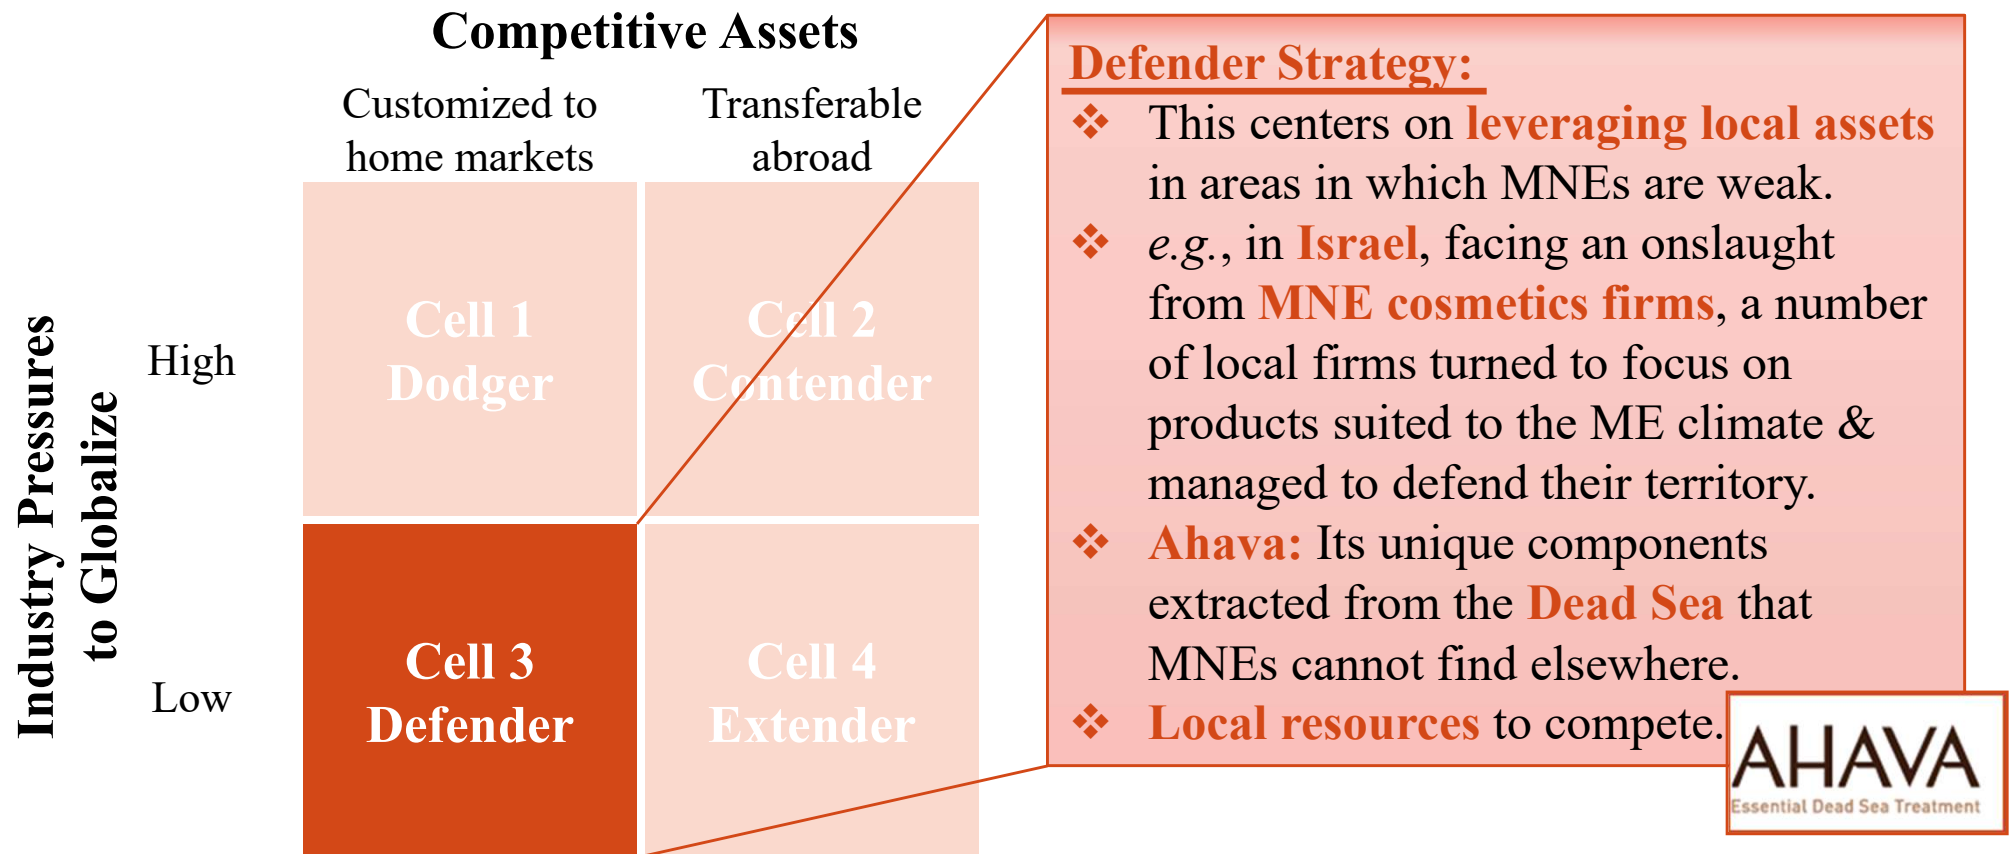 Competitive Assets
Customized to
home markets
Transferable
abroad
Industry Pressures
to Globalize
High
Low
Cell 1
Dodger
Cell 2
Contender
Cell 3
Defender
Cell 4
Extender
Defender Strategy:
❖ This centers on leveraging local assets
in areas in which MNEs are weak.
❖ e.g., in Israel, facing an onslaught
from MNE cosmetics firms, a number
of local firms turned to focus on
products suited to the ME climate &
managed to defend their territory.
❖ Ahava: Its unique components
extracted from the Dead Sea that
MNEs cannot find elsewhere.
❖ Local resources to compete.
AHAVA
Essential Dead Sea Treatment